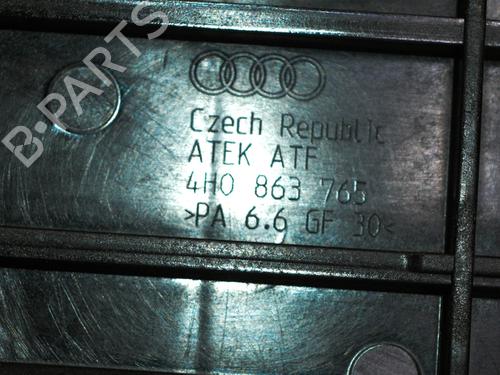 B-PARTS
Czech Republic
ATEK ATF
4H0 863 765
>PA 6.6 GF 30<